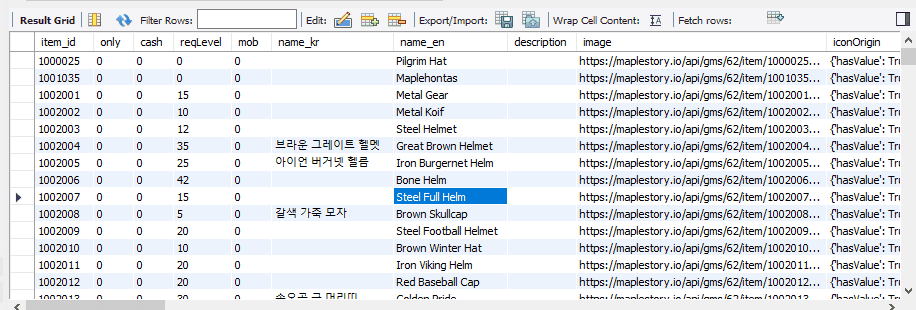 Result Grid Filter Rows: Edit: Export/Import: Wrap Cell Content: Fetch rows:
item_id only cash reqLevel mob name_kr name_en description image iconOrigin
1000025 0 0 0 0 Pilgrim Hat https://maplestory.io/api/gms/62/item/1000025... {'hasValue': Tru
1001035 0 0 0 0 Maplehontas https://maplestory.io/api/gms/62/item/1001035... {'hasValue': Tru
1002001 0 0 15 0 Metal Gear https://maplestory.io/api/gms/62/item/1002001... {'hasValue': Tru
1002002 0 0 10 0 Metal Koif https://maplestory.io/api/gms/62/item/1002002... {'hasValue': Tru
1002003 0 0 12 0 Steel Helmet https://maplestory.io/api/gms/62/item/1002003... {'hasValue': Tru
1002004 0 0 35 0 브라운 그레이트 헬멧 Great Brown Helmet https://maplestory.io/api/gms/62/item/1002004... {'hasValue': Tru
1002005 0 0 25 0 아이언 버거넷 헬름 Iron Burgernet Helm https://maplestory.io/api/gms/62/item/1002005... {'hasValue': Tru
1002006 0 0 42 0 Bone Helm https://maplestory.io/api/gms/62/item/1002006... {'hasValue': Tru
1002007 0 0 15 0 Steel Full Helm https://maplestory.io/api/gms/62/item/1002007... {'hasValue': Tru
1002008 0 0 5 0 갈색 가죽 모자 Brown Skullcap https://maplestory.io/api/gms/62/item/1002008... {'hasValue': Tru
1002009 0 0 20 0 Steel Football Helmet https://maplestory.io/api/gms/62/item/1002009... {'hasValue': Tru
1002010 0 0 10 0 Brown Winter Hat https://maplestory.io/api/gms/62/item/1002010... {'hasValue': Tru
1002011 0 0 20 0 Iron Viking Helm https://maplestory.io/api/gms/62/item/1002011... {'hasValue': Tru
1002012 0 0 20 0 Red Baseball Cap https://maplestory.io/api/gms/62/item/1002012... {'hasValue': Tru
1002013 0 0 30 0 손오공 금 머리띠 Golden Pride https://maplestory.io/api/gms/62/item/1002013... {'hasValue': Tru